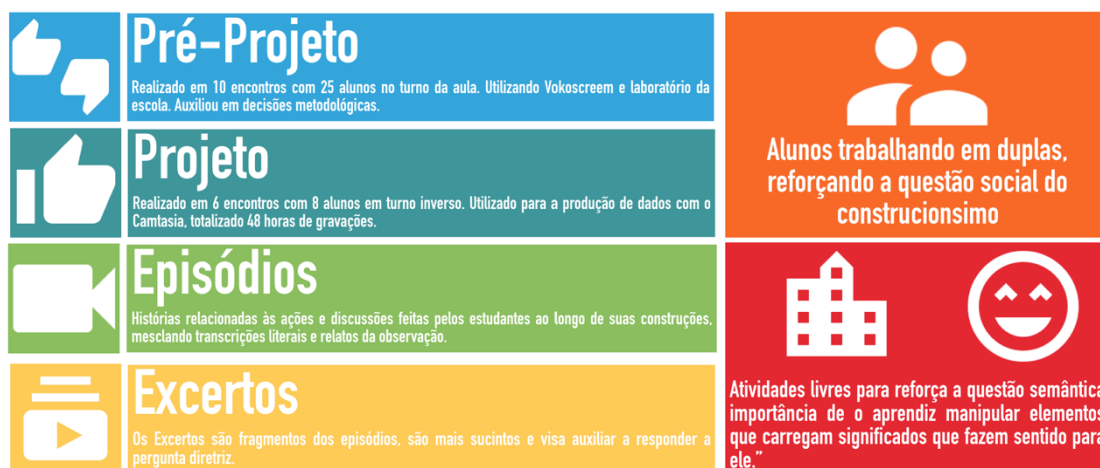 Pré-Projeto
Realizado em 10 encontros com 25 alunos no turno da aula. Utilizando Vokoscreem e laboratório da
escola. Auxiliou em decisões metodológicas.
Projeto
Realizado em 6 encontros com 8 alunos em turno inverso. Utilizado para a produção de dados com o
Camtasia, totalizado 48 horas de gravações.
Episódios
Histórias relacionadas às ações e discussões feitas pelos estudantes ao longo de suas construções,
mesclando transcrições literais e relatos da observação.
Excertos
Os Excertos são fragmentos dos episódios, são mais sucintos e visa auxiliar a responder a
pergunta diretriz.
Alunos trabalhando em duplas,
reforçando a questão social do
construcionsimo
Atividades livres para reforça a questão semântica
importância de o aprendiz manipular elementos
que carregam significados que fazem sentido para
ele.”